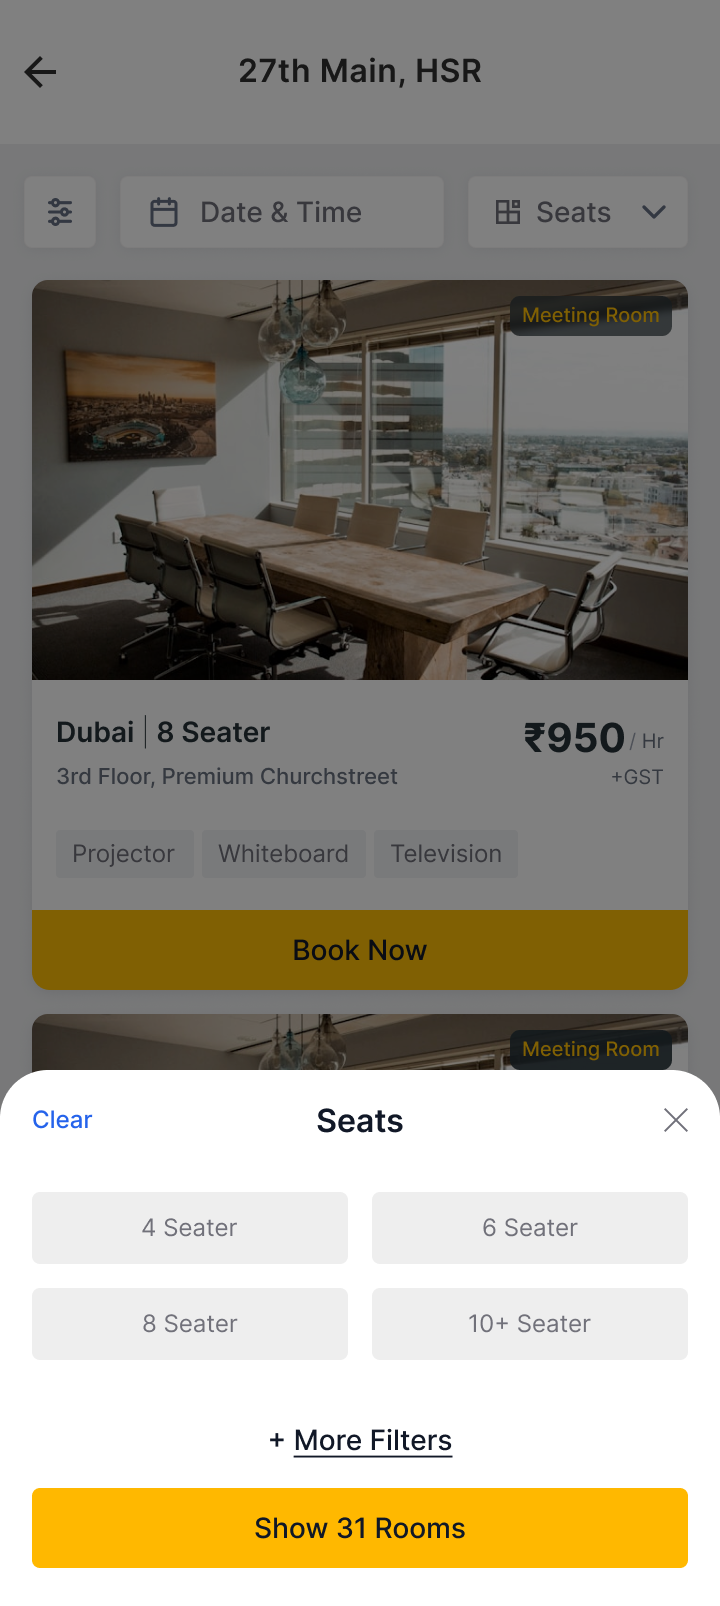 27th Main, HSR
Date & Time
Seats
Meeting Room
Dubai | 8 Seater
₹950 / Hr
3rd Floor, Premium Churchstreet
+GST
Projector
Whiteboard
Television
Book Now
Meeting Room
Clear
Seats
4 Seater
6 Seater
8 Seater
10+ Seater
+ More Filters
Show 31 Rooms